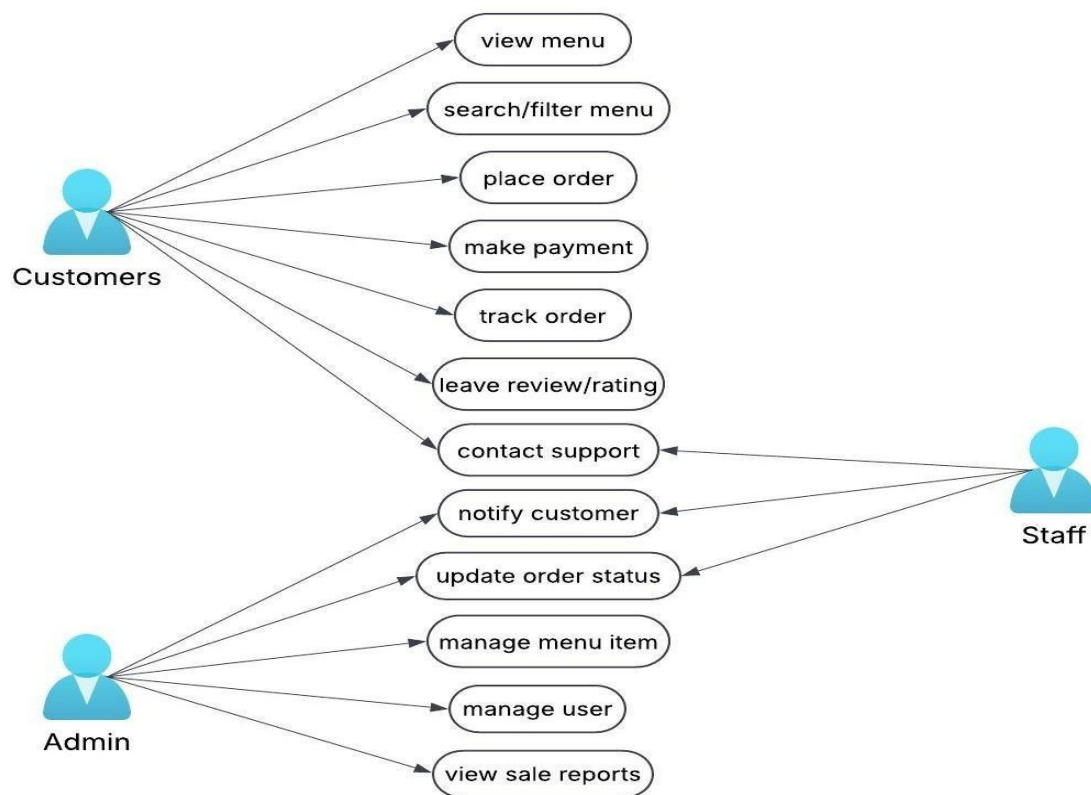 view menu
search/filter menu
place order
make payment
Customers
track order
leave review/rating
contact support
notify customer
Staff
update order status
manage menu item
manage user
Admin
view sale reports